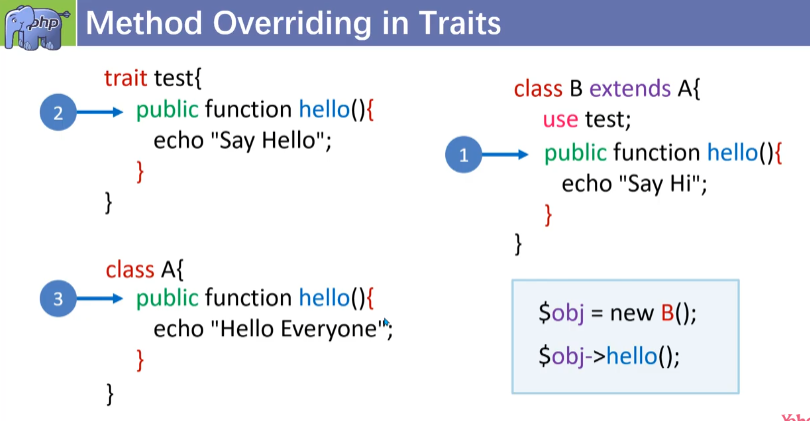 php
Method Overriding in Traits
trait test{
2
public function hello(){
echo "Say Hello";
}
}
class B extends A{
use test;
1
public function hello(){
echo "Say Hi";
}
}
class A{
3
public function hello(){
echo "Hello Everyone";
}
}
$obj = new B();
$obj->hello();